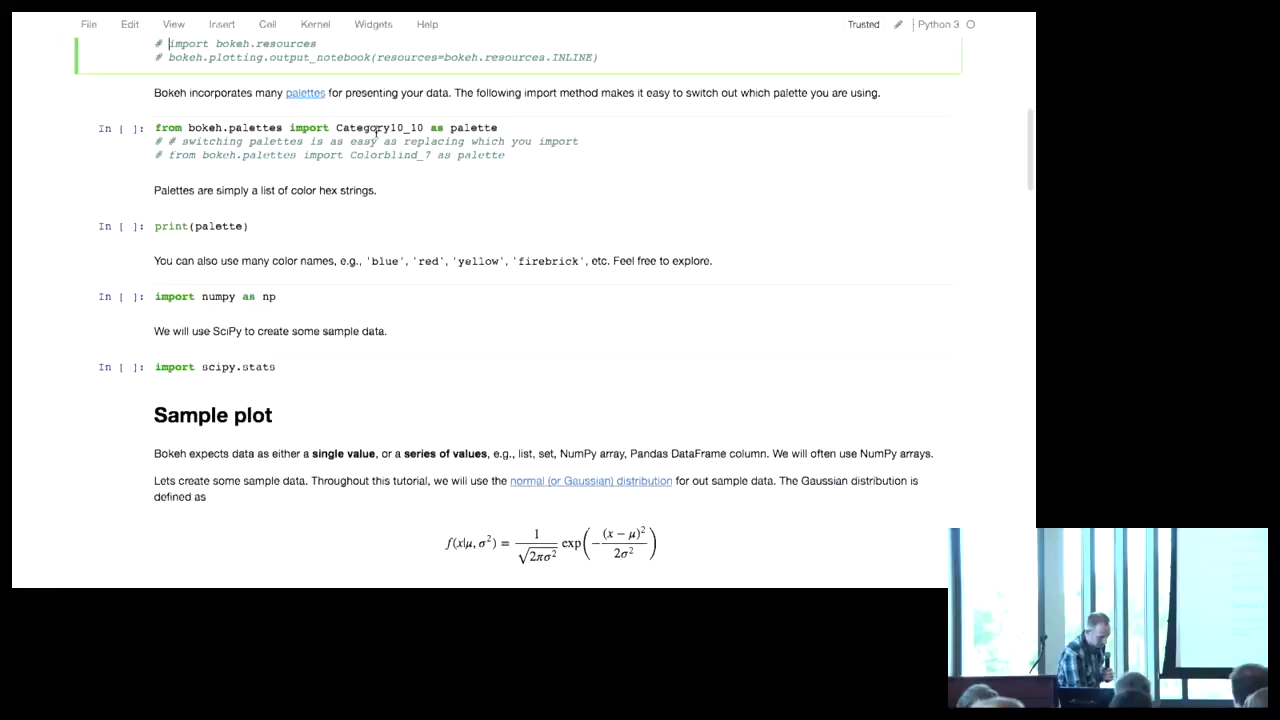 File Edit View Insert Cell Kernel Widgets Help Trusted Python 3
# import bokeh.resources
# bokeh.plotting.output_notebook(resources=bokeh.resources.INLINE)
Bokeh incorporates many palettes for presenting your data. The following import method makes it easy to switch out which palette you are using.
In [ ]: from bokeh.palettes import Category10_10 as palette
# # switching palettes is as easy as replacing which you import
# from bokeh.palettes import Colorblind_7 as palette
Palettes are simply a list of color hex strings.
In [ ]: print(palette)
You can also use many color names, e.g., 'blue', 'red', 'yellow', 'firebrick', etc. Feel free to explore.
In [ ]: import numpy as np
We will use SciPy to create some sample data.
In [ ]: import scipy.stats
Sample plot
Bokeh expects data as either a single value, or a series of values, e.g., list, set, NumPy array, Pandas DataFrame column. We will often use NumPy arrays.
Lets create some sample data. Throughout this tutorial, we will use the normal (or Gaussian) distribution for out sample data. The Gaussian distribution is
defined as
f(x|μ, σ²) = 1/√(2πσ²) exp(−(x − μ)²/2σ²)